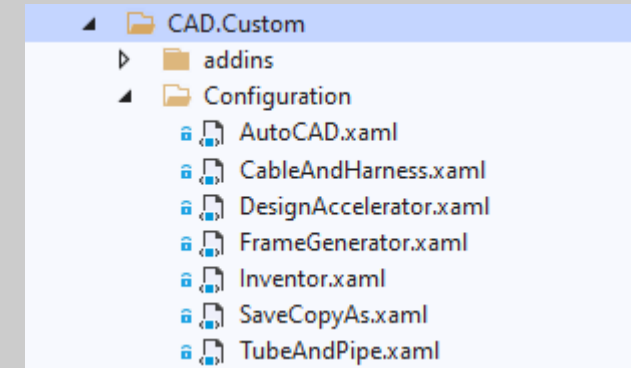 CAD.Custom
addins
Configuration
AutoCAD.xaml
CableAndHarness.xaml
DesignAccelerator.xaml
FrameGenerator.xaml
Inventor.xaml
SaveCopyAs.xaml
TubeAndPipe.xaml